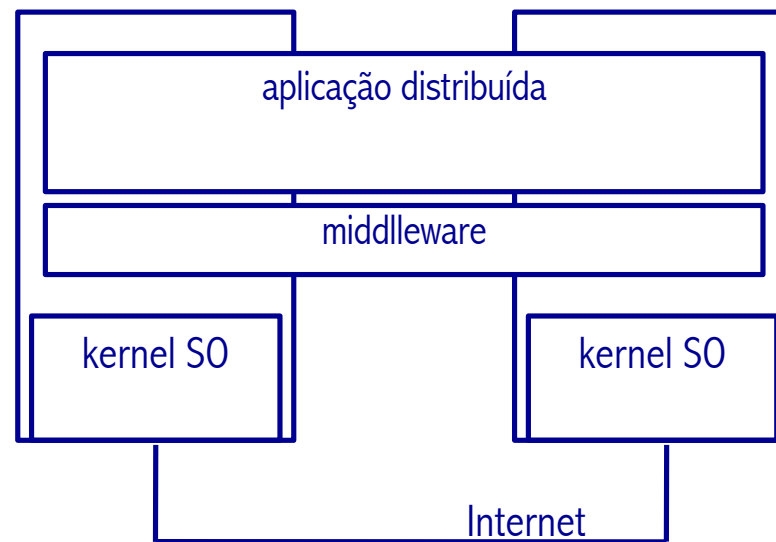 aplicação distribuída
middlleware
kernel SO
kernel SO
Internet